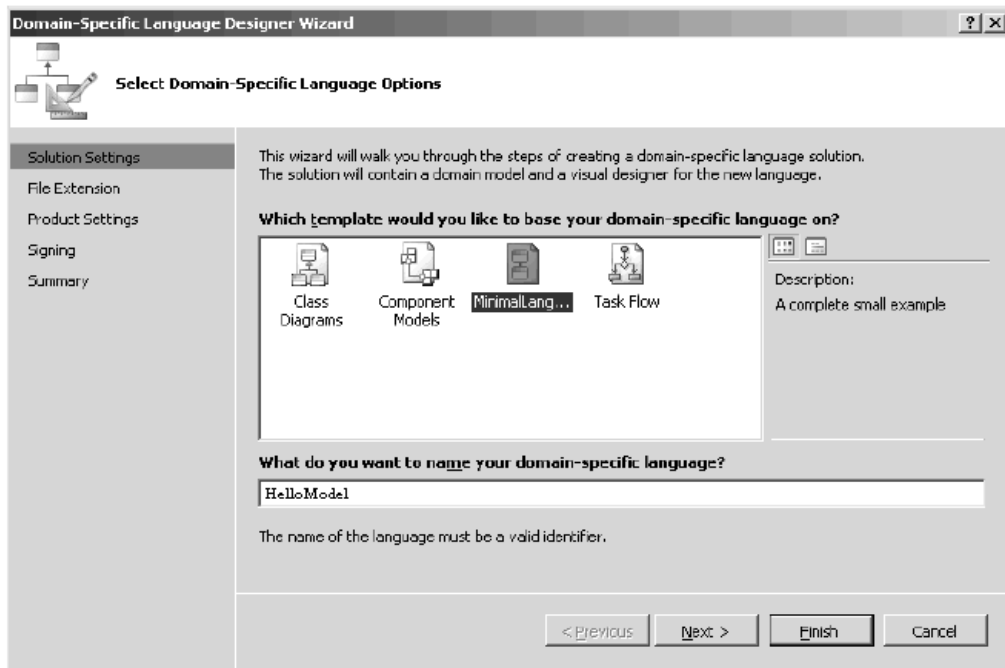 Domain-Specific Language Designer Wizard
Select Domain-Specific Language Options
Solution Settings
File Extension
Product Settings
Signing
Summary
This wizard will walk you through the steps of creating a domain-specific language solution.
The solution will contain a domain model and a visual designer for the new language.
Which template would you like to base your domain-specific language on?
Class
Diagrams
Component
Models
MinimalLang...
Task Flow
Description:
A complete small example
What do you want to name your domain-specific language?
HelloModel
The name of the language must be a valid identifier.
< Previous
Next >
Finish
Cancel